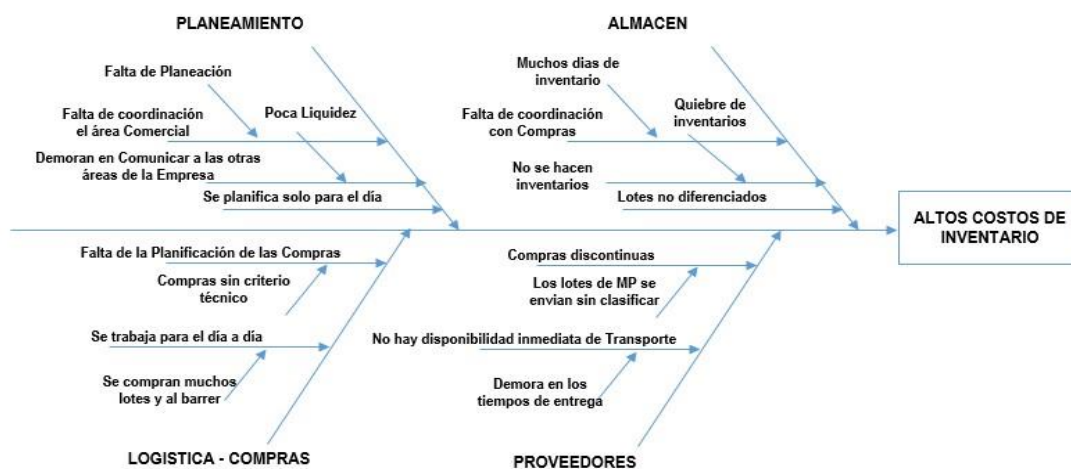 PLANEAMIENTO
Falta de Planeación
Falta de coordinación
el área Comercial
Poca Liquidez
Demoran en Comunicar a las otras
áreas de la Empresa
Se planifica solo para el día
ALMACEN
Muchos dias de
inventario
Falta de coordinación
con Compras
Quiebre de
inventarios
No se hacen
inventarios
Lotes no diferenciados
ALTOS COSTOS DE
INVENTARIO
Falta de la Planificación de las Compras
Compras sin criterio
técnico
Se trabaja para el día a día
Se compran muchos
lotes y al barrer
LOGISTICA - COMPRAS
Compras discontinuas
Los lotes de MP se
envian sin clasificar
No hay disponibilidad inmediata de Transporte
Demora en los
tiempos de entrega
PROVEEDORES